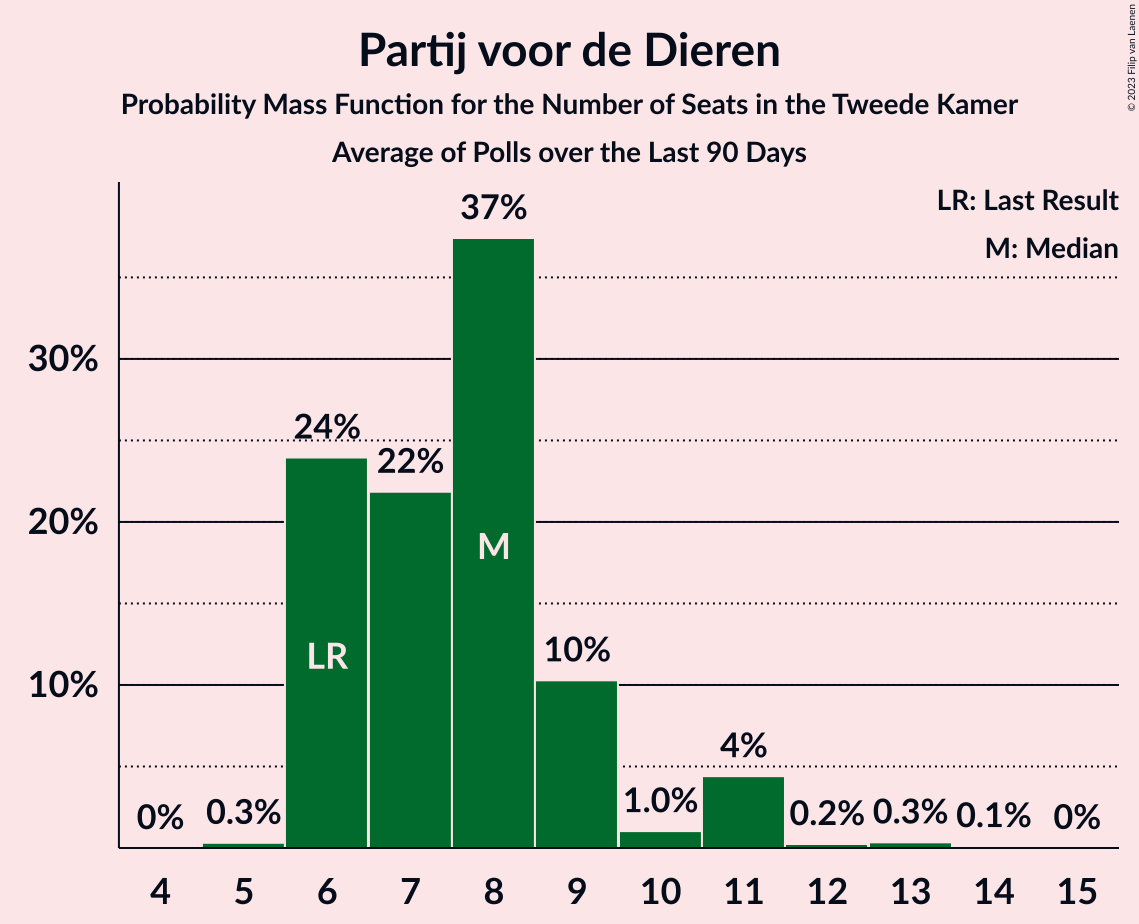 Partij voor de Dieren
Probability Mass Function for the Number of Seats in the Tweede Kamer
Average of Polls over the Last 90 Days
© 2023 Filip van Laenen
LR: Last Result
M: Median
37%
30%
24%
22%
20%
M
LR
10%
10%
4%
0%
0.3%
1.0%
0.2%
0.3%
0.1%
0%
4 5 6 7 8 9 10 11 12 13 14 15